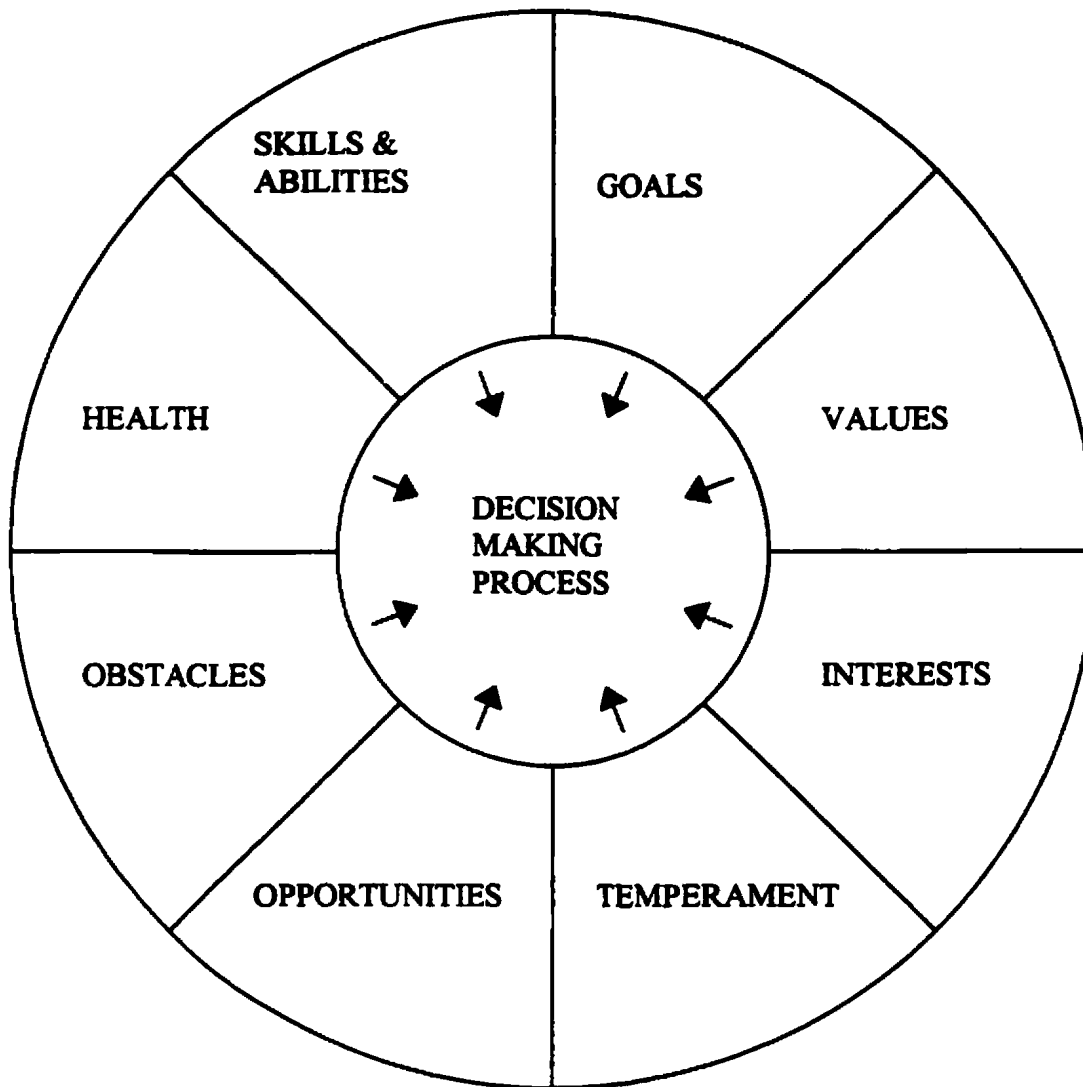 SKILLS &
ABILITIES
GOALS
HEALTH
VALUES
DECISION
MAKING
PROCESS
OBSTACLES
INTERESTS
OPPORTUNITIES
TEMPERAMENT